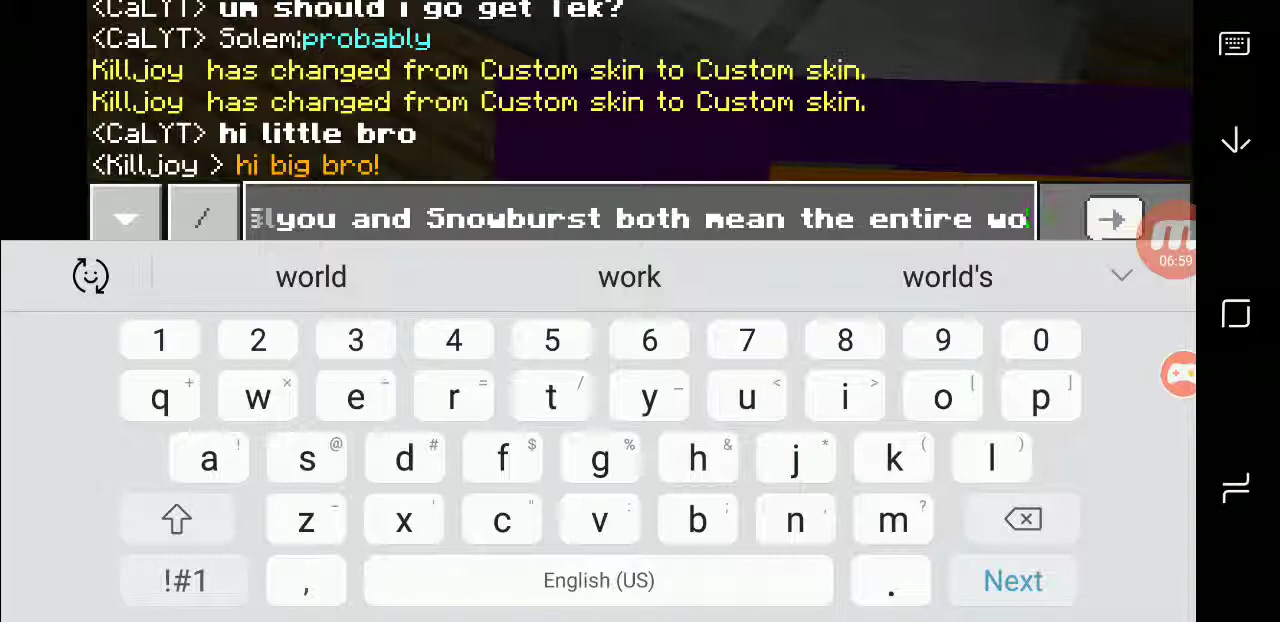 <CaLYT> um should i go get Tek?
<CaLYT> Solem:probably
Killjoy has changed from Custom skin to Custom skin.
Killjoy has changed from Custom skin to Custom skin.
<CaLYT> hi little bro
<Killjoy > hi big bro!
/ you and Snowburst both mean the entire wo
06:59
world work world's
1 2 3 4 5 6 7 8 9 0
q + w × e r = t / y _ u < i > o [ p ]
a ! s @ d # f $ g % h & j * k ( l )
z - x ' c " v : b ; n , m ?
!#1 , English (US) . Next